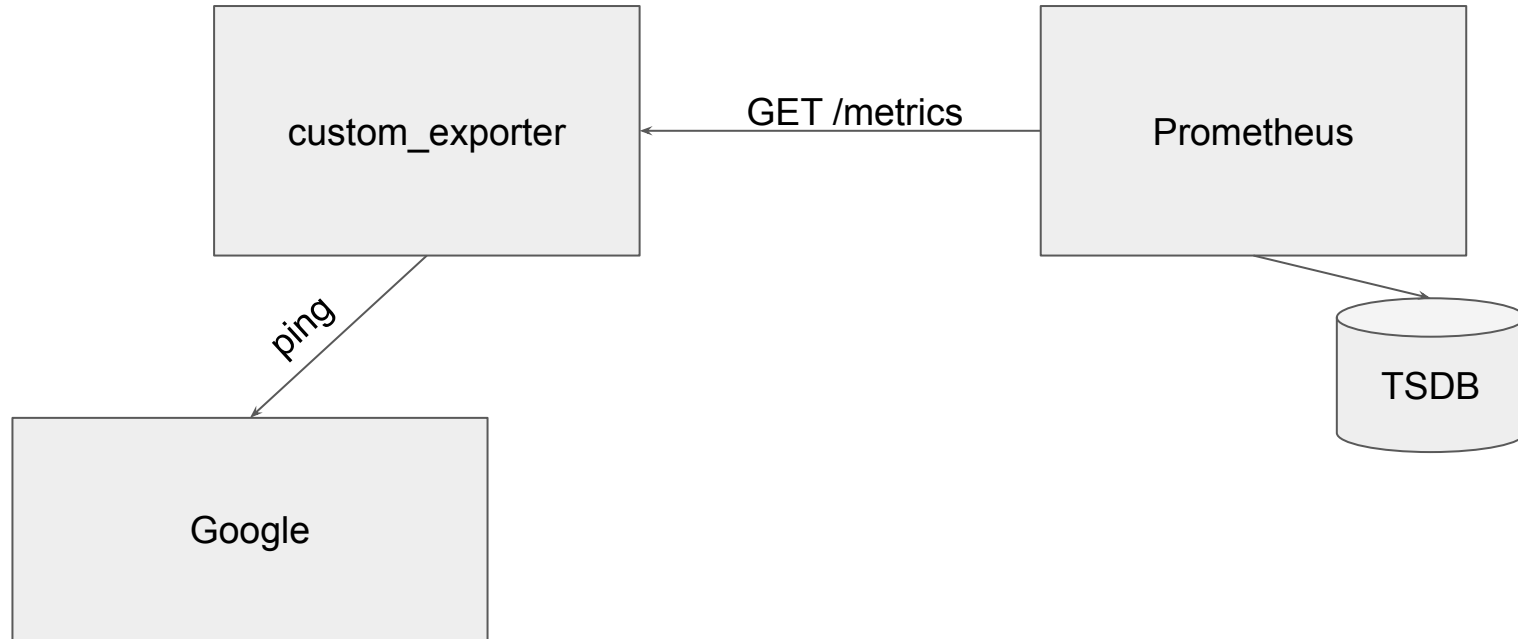 custom_exporter
GET /metrics
Prometheus
ping
TSDB
Google